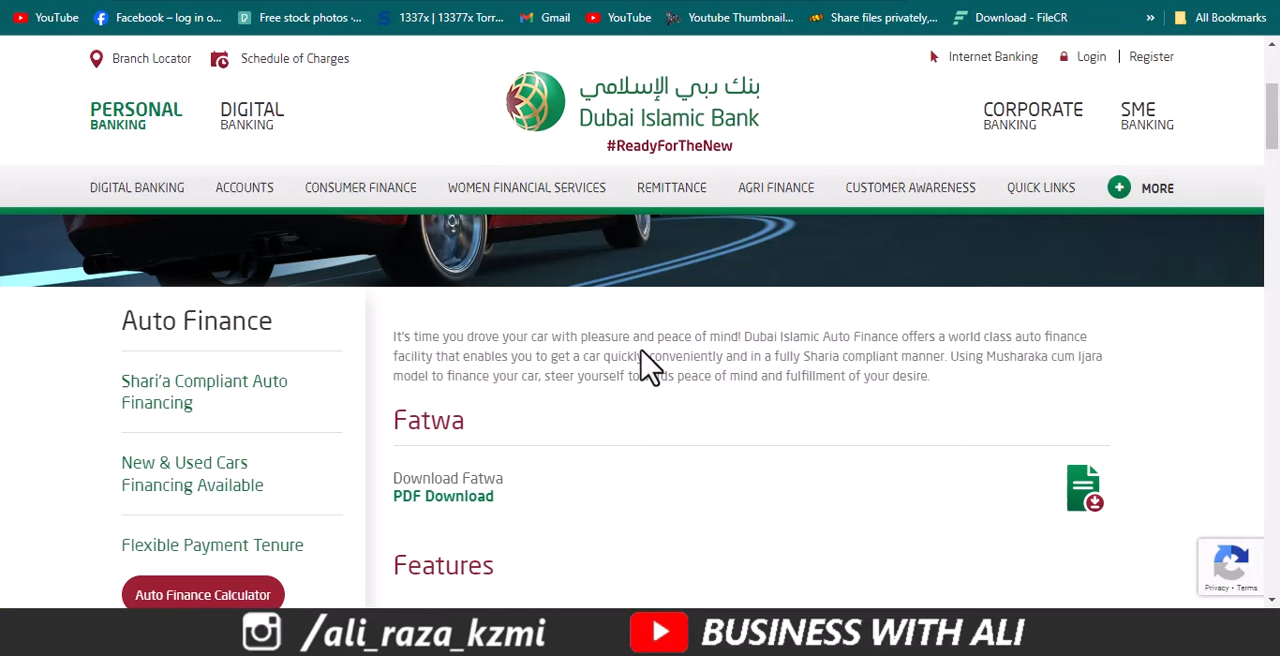 YouTube
Facebook – log in o...
Free stock photos ·...
1337x | 13377x Torr...
Gmail
YouTube
Youtube Thumbnail...
Share files privately,...
Download - FileCR
»
All Bookmarks
Branch Locator
Schedule of Charges
Internet Banking
Login | Register
PERSONAL
BANKING
DIGITAL
BANKING
بنك دبي الإسلامي
Dubai Islamic Bank
#ReadyForTheNew
CORPORATE
BANKING
SME
BANKING
DIGITAL BANKING
ACCOUNTS
CONSUMER FINANCE
WOMEN FINANCIAL SERVICES
REMITTANCE
AGRI FINANCE
CUSTOMER AWARENESS
QUICK LINKS
MORE
Auto Finance
Shari'a Compliant Auto
Financing
New & Used Cars
Financing Available
Flexible Payment Tenure
Auto Finance Calculator
It's time you drove your car with pleasure and peace of mind! Dubai Islamic Auto Finance offers a world class auto finance
facility that enables you to get a car quickly, conveniently and in a fully Sharia compliant manner. Using Musharaka cum Ijara
model to finance your car, steer yourself towards peace of mind and fulfillment of your desire.
Fatwa
Download Fatwa
PDF Download
Features
Privacy • Terms
/ali_raza_kzmi
BUSINESS WITH ALI